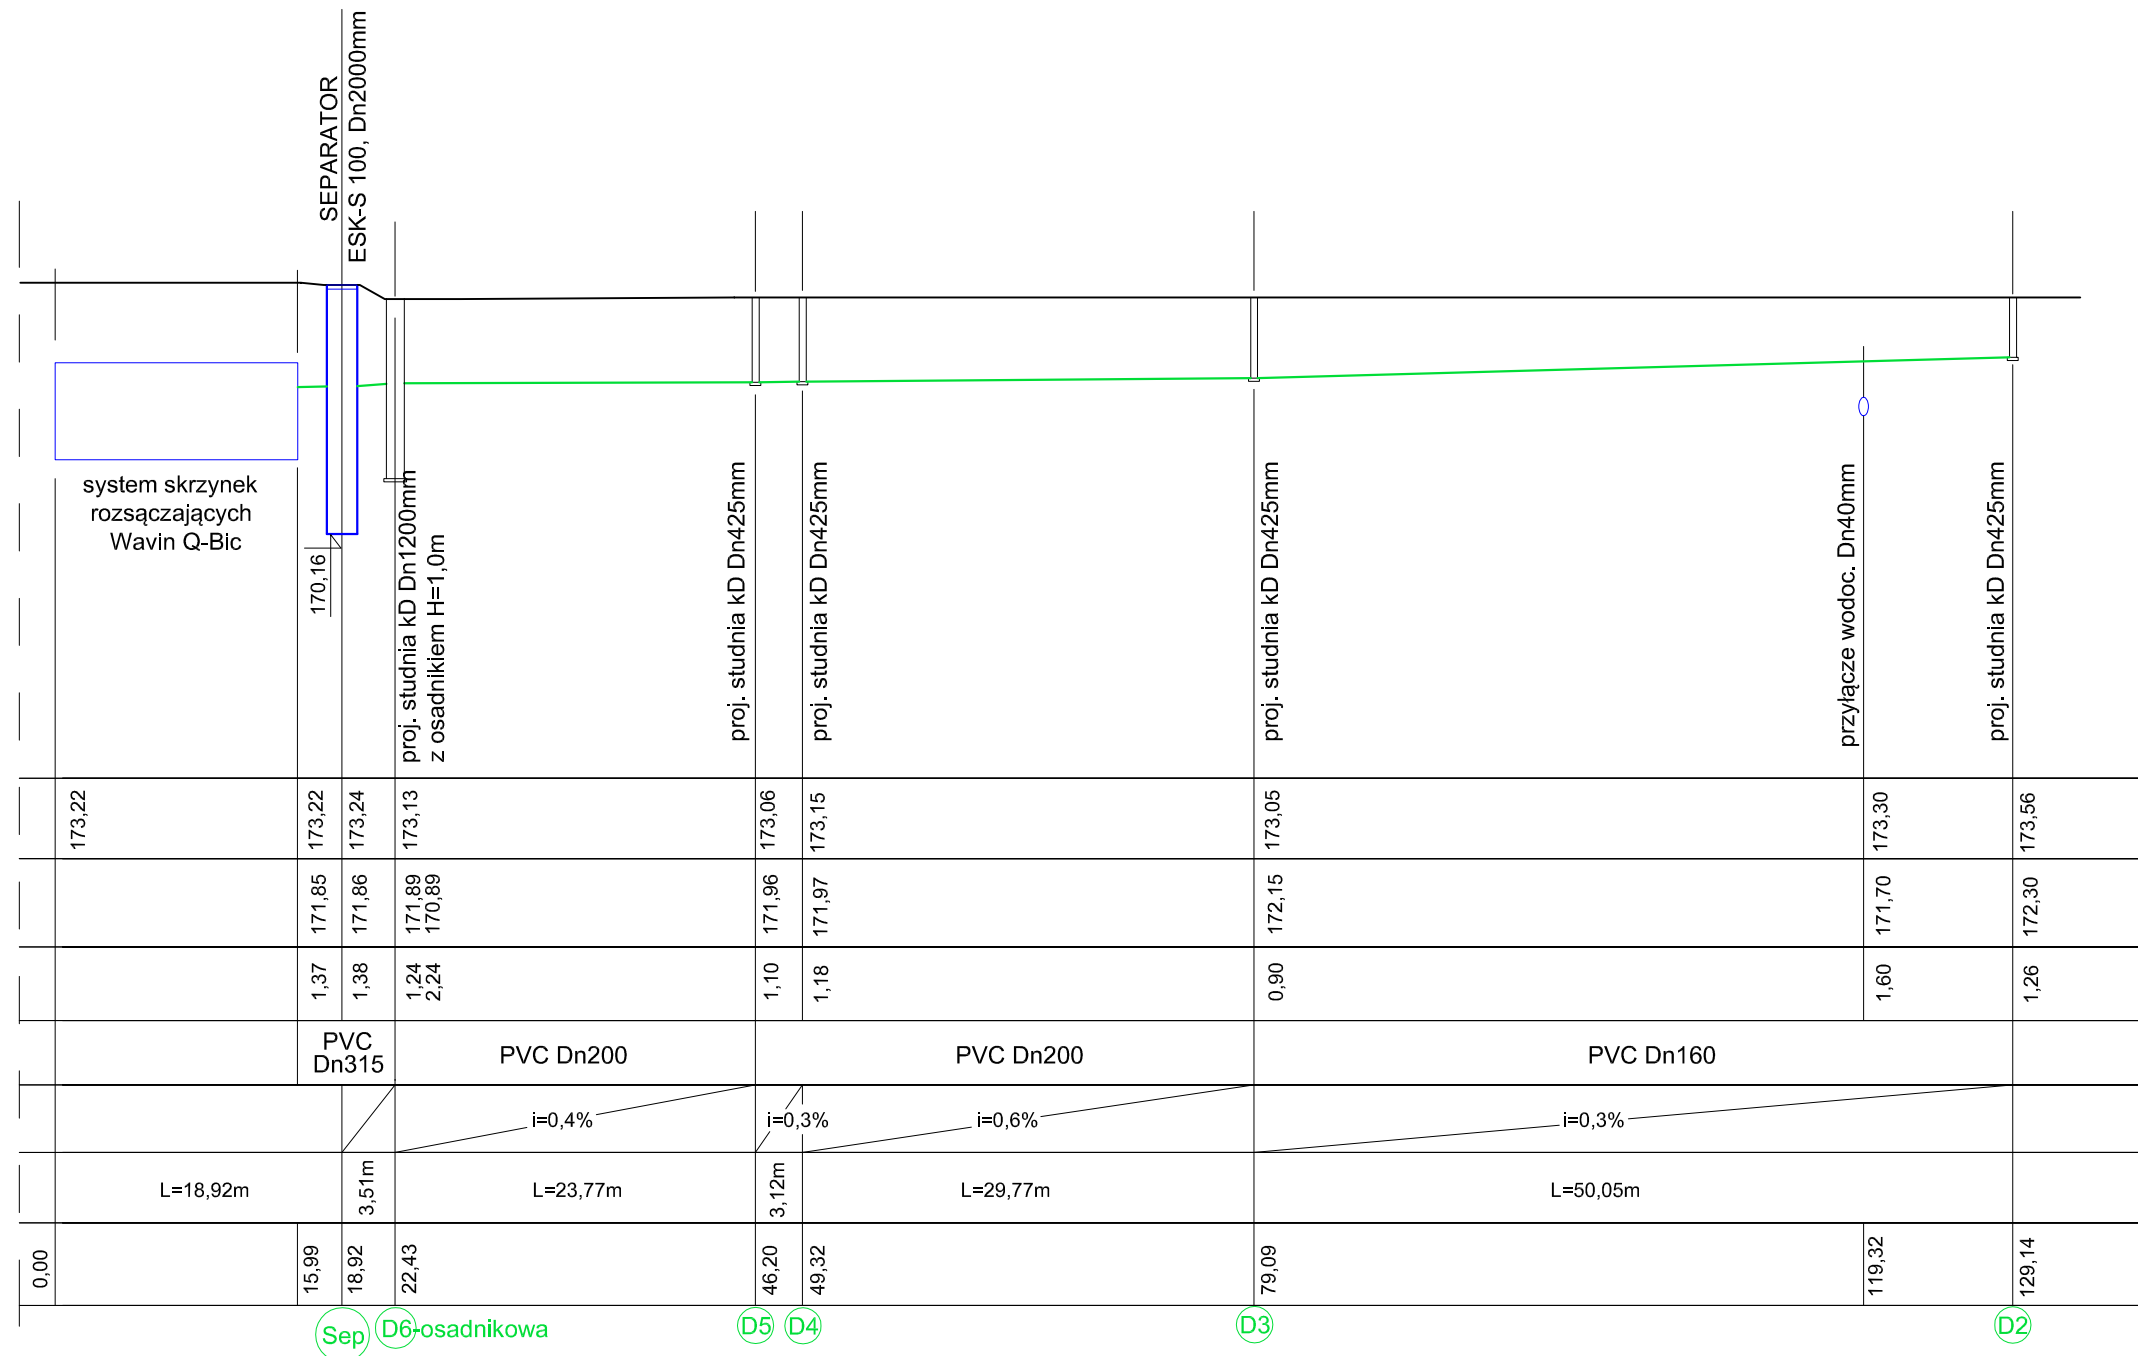 SEPARATOR
ESK-S 100, Dn2000mm
system skrzynek
rozsączających
Wavin Q-Bic
170,16
proj. studnia kD Dn1200mm
z osadnikiem H=1,0m
proj. studnia kD Dn425mm
proj. studnia kD Dn425mm
proj. studnia kD Dn425mm
przyłącze wodoc. Dn40mm
proj. studnia kD Dn425mm
173,22
173,22
173,24
173,13
173,06
173,15
173,05
173,30
173,56
171,85
171,86
171,89
170,89
171,96
171,97
172,15
171,70
172,30
1,37
1,38
1,24
2,24
1,10
1,18
0,90
1,60
1,26
PVC
Dn315
PVC Dn200
PVC Dn200
PVC Dn160
i=0,4%
i=0,3%
i=0,6%
i=0,3%
L=18,92m
3,51m
L=23,77m
3,12m
L=29,77m
L=50,05m
0,00
15,99
18,92
22,43
46,20
49,32
79,09
119,32
129,14
Sep
D6-osadnikowa
D5
D4
D3
D2